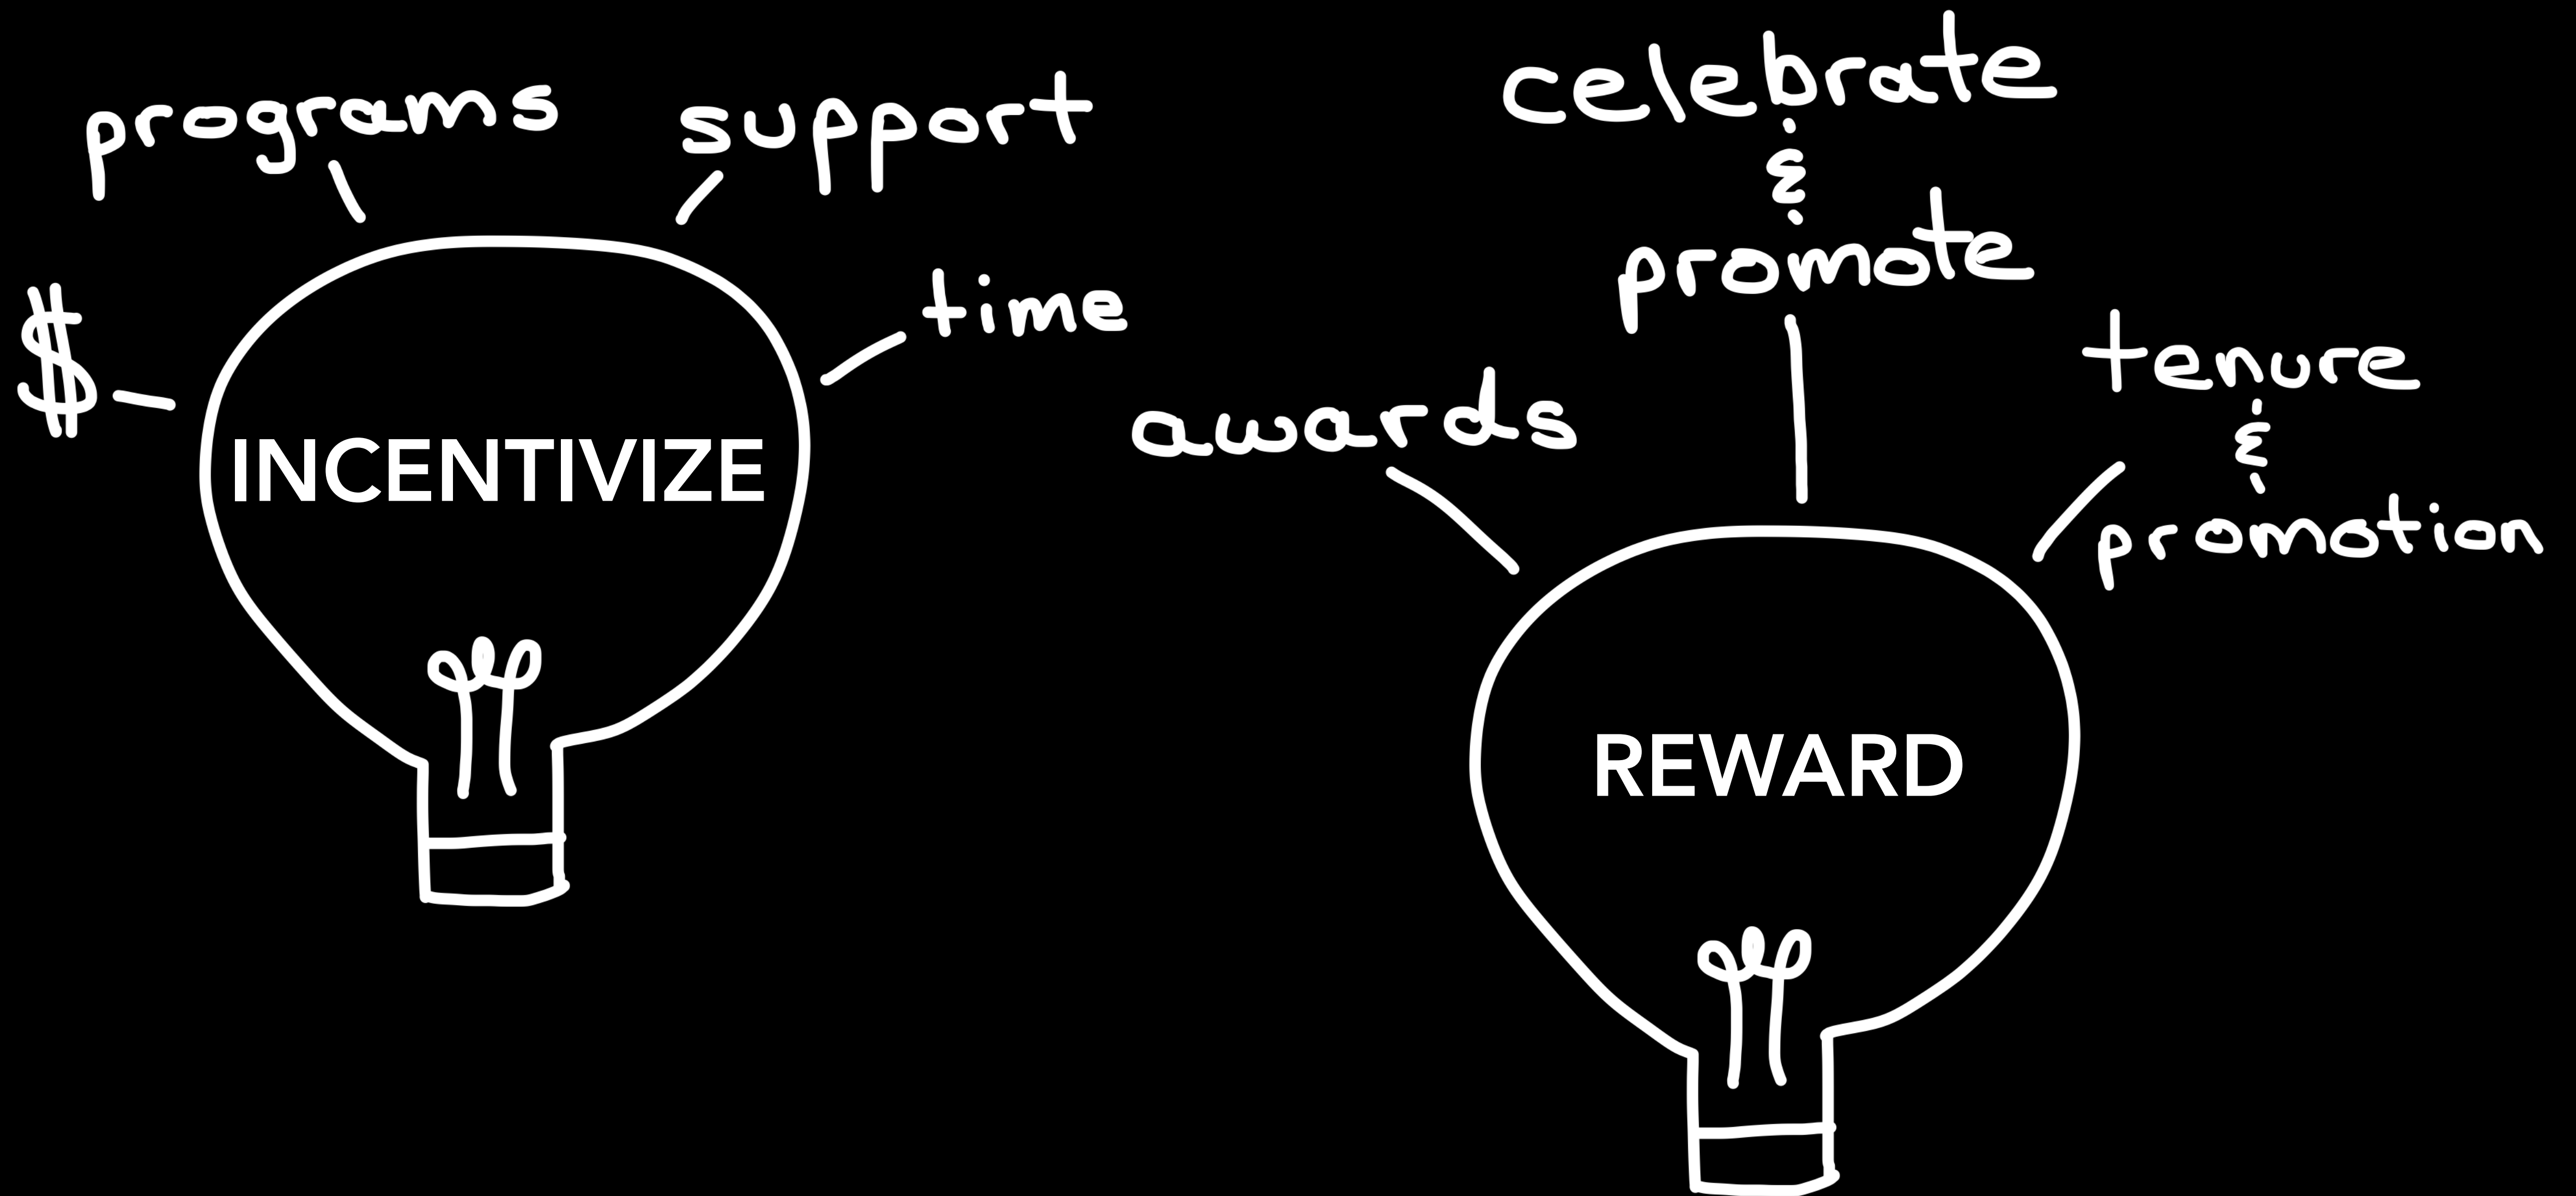 programs
support
$
time
INCENTIVIZE
celebrate
&
promote
awards
tenure
&
promotion
REWARD